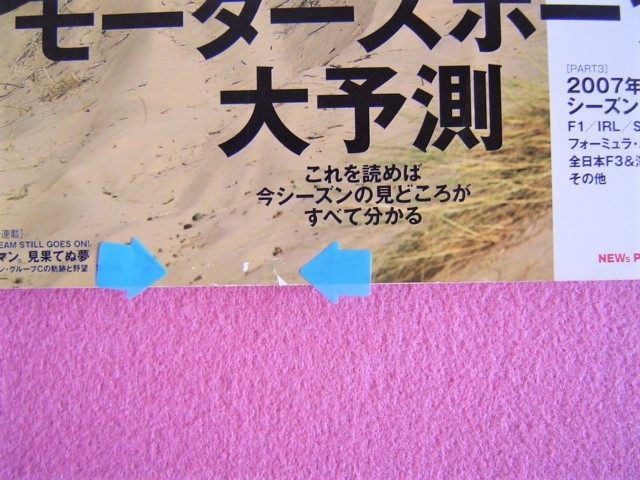 モータースポー
大予測
これを読めば
今シーズンの見どころが
すべて分かる
[PART3]
2007年
シーズン
F1/IRL/S
フォーミュラ・
全日本F3&
その他
NEWs P
連載]
EAM STILL GOES ON!
マン 見果てぬ夢
ン・グループCの軌跡と野望